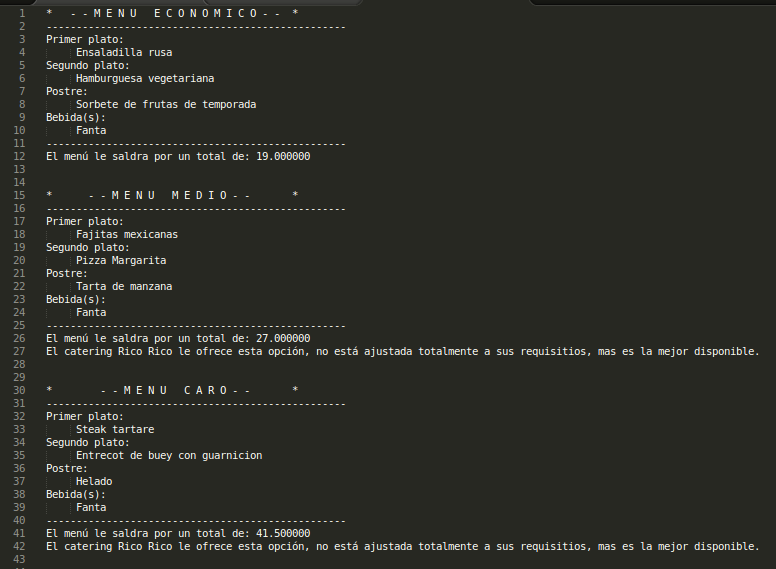 1 * --MENU ECONOMICO-- *
2 --------------------------------------------------
3 Primer plato:
4 Ensaladilla rusa
5 Segundo plato:
6 Hamburguesa vegetariana
7 Postre:
8 Sorbete de frutas de temporada
9 Bebida(s):
10 Fanta
11 --------------------------------------------------
12 El menú le saldra por un total de: 19.000000
13
14
15 * --MENU MEDIO-- *
16 --------------------------------------------------
17 Primer plato:
18 Fajitas mexicanas
19 Segundo plato:
20 Pizza Margarita
21 Postre:
22 Tarta de manzana
23 Bebida(s):
24 Fanta
25 --------------------------------------------------
26 El menú le saldra por un total de: 27.000000
27 El catering Rico Rico le ofrece esta opción, no está ajustada totalmente a sus requisitios, mas es la mejor disponible.
28
29
30 * --MENU CARO-- *
31 --------------------------------------------------
32 Primer plato:
33 Steak tartare
34 Segundo plato:
35 Entrecot de buey con guarnicion
36 Postre:
37 Helado
38 Bebida(s):
39 Fanta
40 --------------------------------------------------
41 El menú le saldra por un total de: 41.500000
42 El catering Rico Rico le ofrece esta opción, no está ajustada totalmente a sus requisitios, mas es la mejor disponible.
43